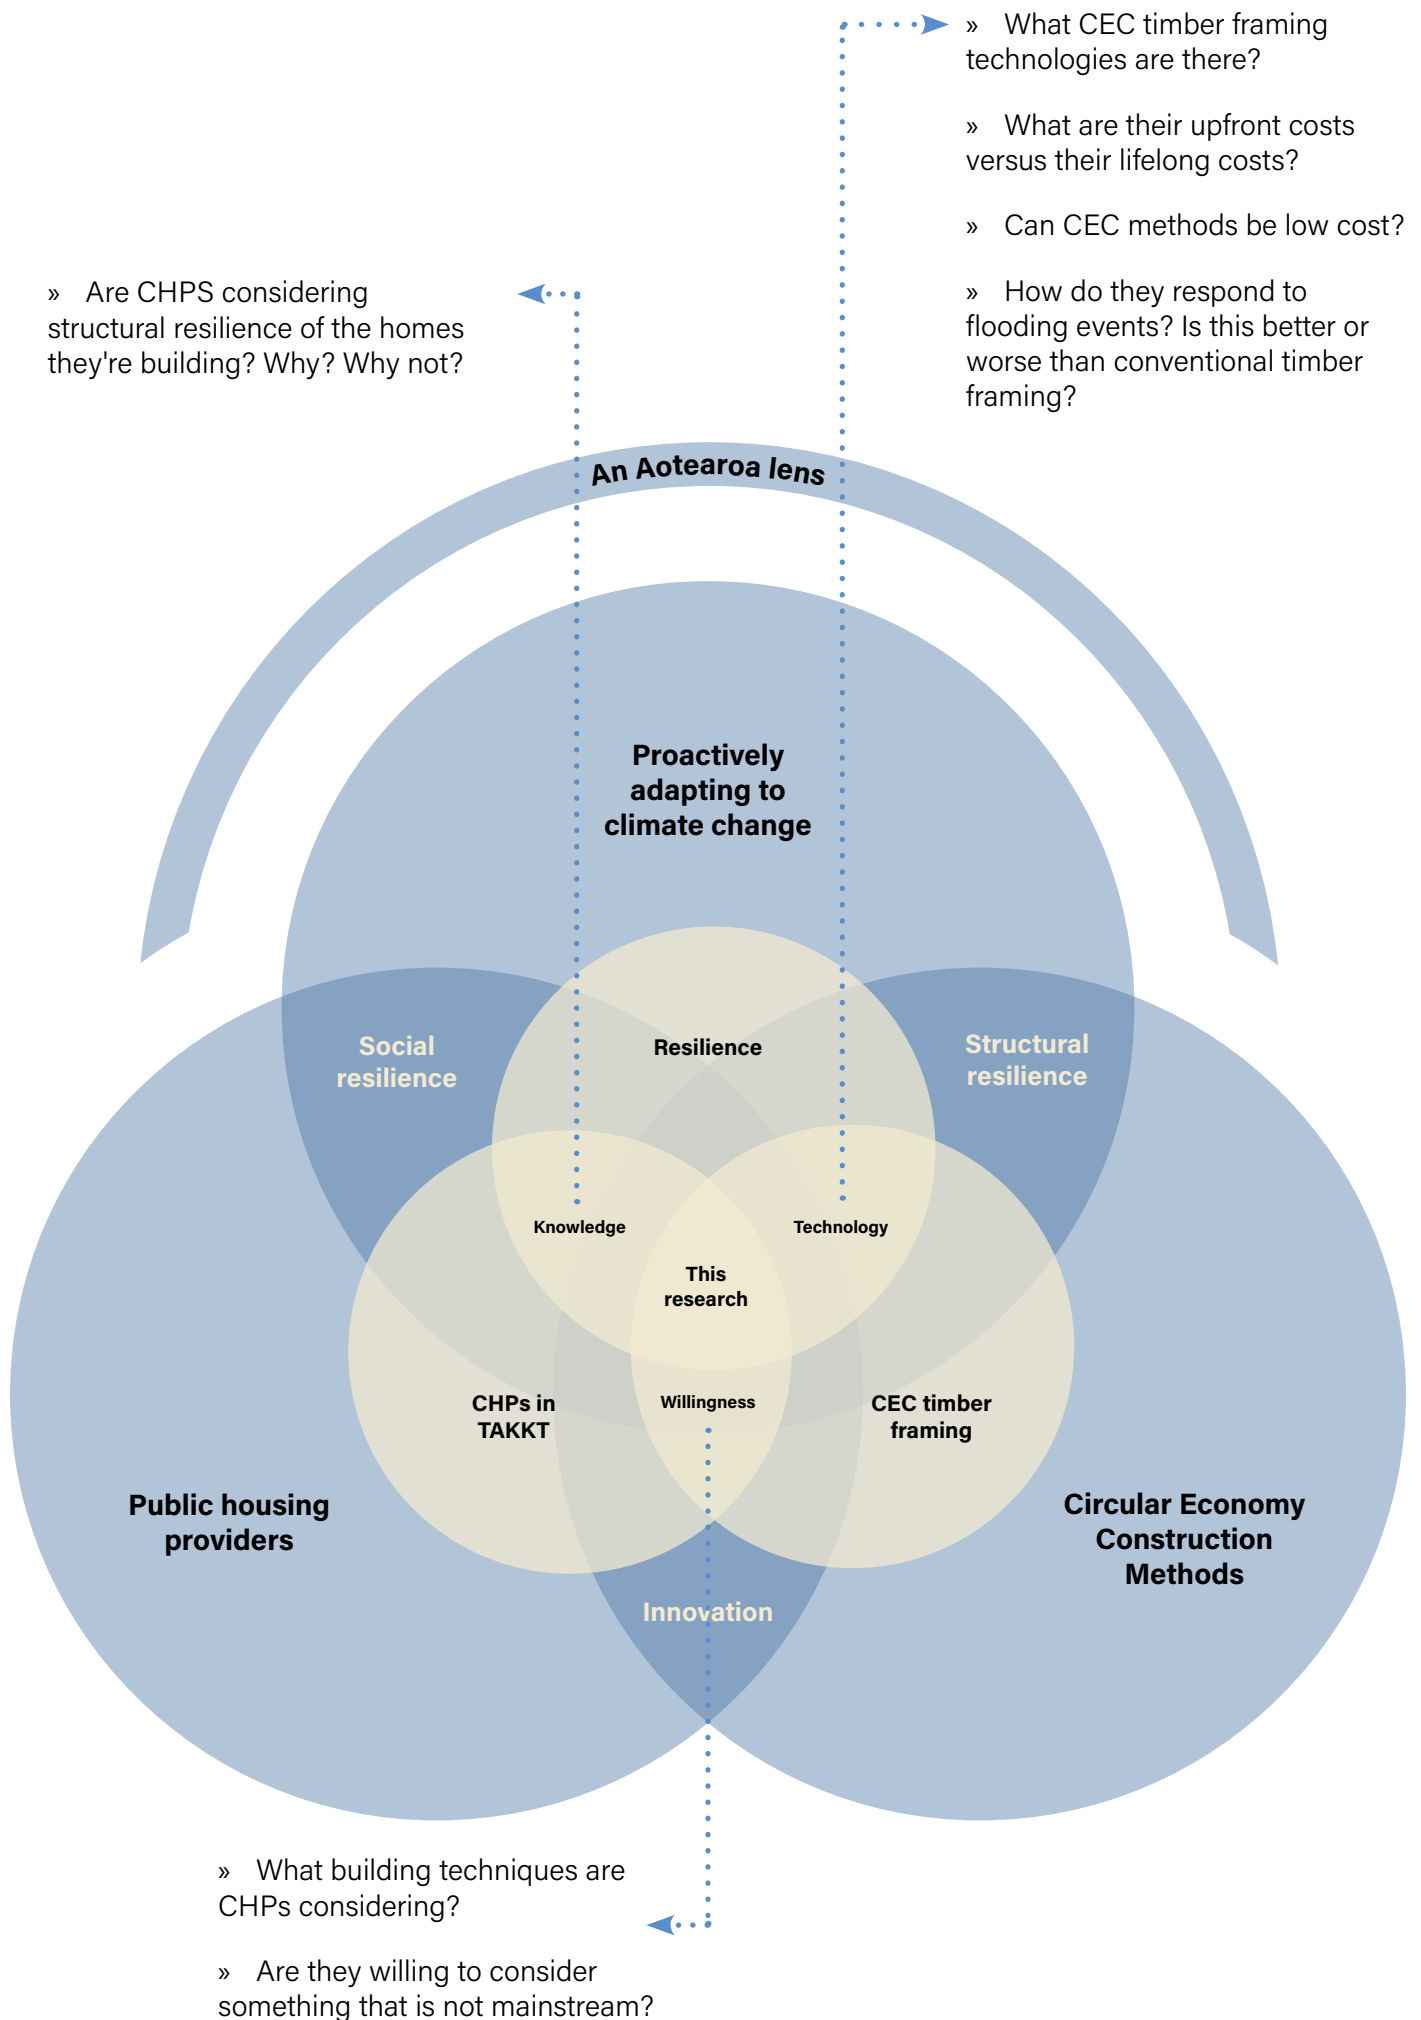 » What CEC timber framing
technologies are there?
» What are their upfront costs
versus their lifelong costs?
» Can CEC methods be low cost?
» How do they respond to
flooding events? Is this better or
worse than conventional timber
framing?
» Are CHPS considering
structural resilience of the homes
they're building? Why? Why not?
An Aotearoa lens
Proactively
adapting to
climate change
Social
resilience
Resilience
Structural
resilience
Knowledge
Technology
This
research
CHPs in
TAKKT
Willingness
CEC timber
framing
Public housing
providers
Circular Economy
Construction
Methods
Innovation
» What building techniques are
CHPs considering?
» Are they willing to consider
something that is not mainstream?